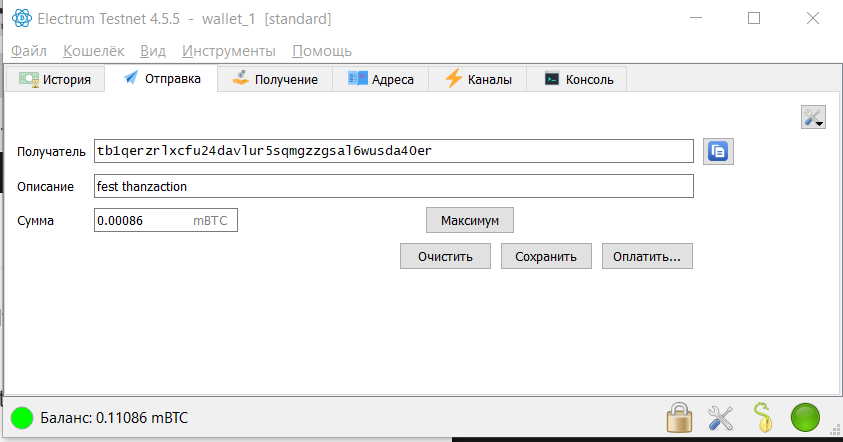 Electrum Testnet 4.5.5 - wallet_1 [standard]
Файл Кошелёк Вид Инструменты Помощь
История Отправка Получение Адреса Каналы Консоль
Получатель tb1qerzrlxcfu24davlur5sqmgzzgsal6wusda40er
Описание fest thanzaction
Сумма 0.00086 mBTC Максимум
Очистить Сохранить Оплатить...
Баланс: 0.11086 mBTC